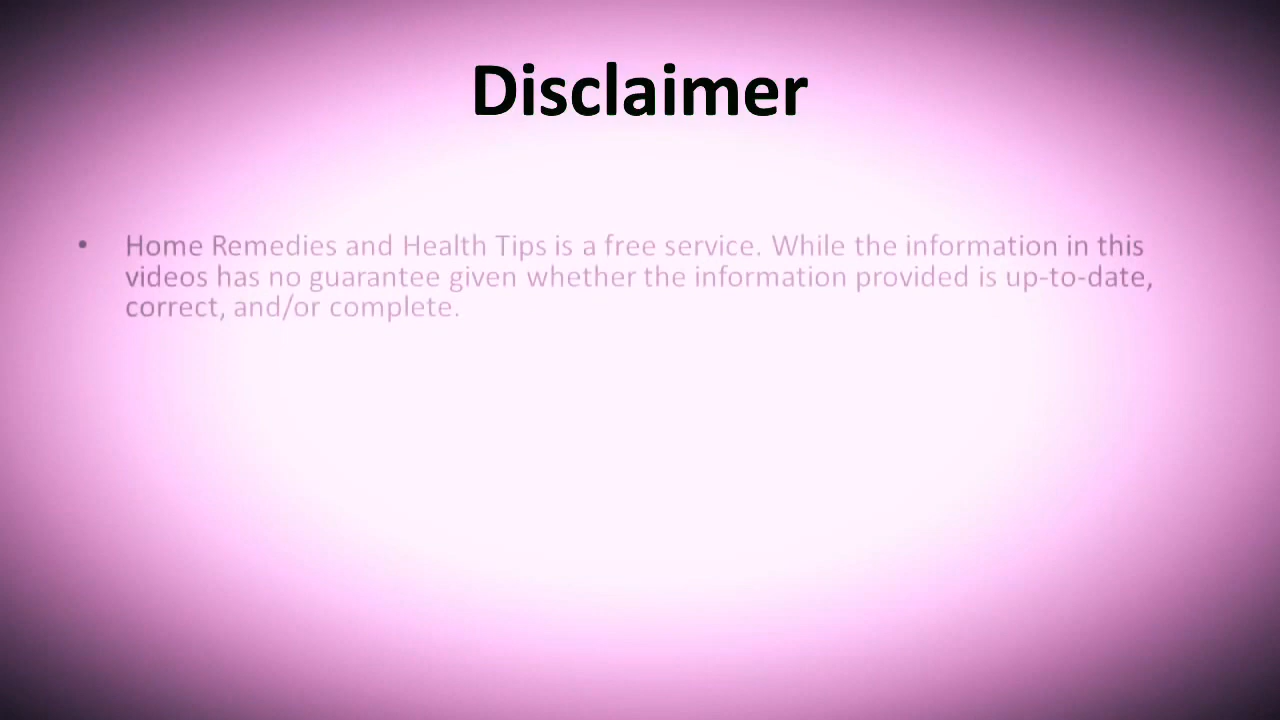 Disclaimer
• Home Remedies and Health Tips is a free service. While the information in this
videos has no guarantee given whether the information provided is up-to-date,
correct, and/or complete.